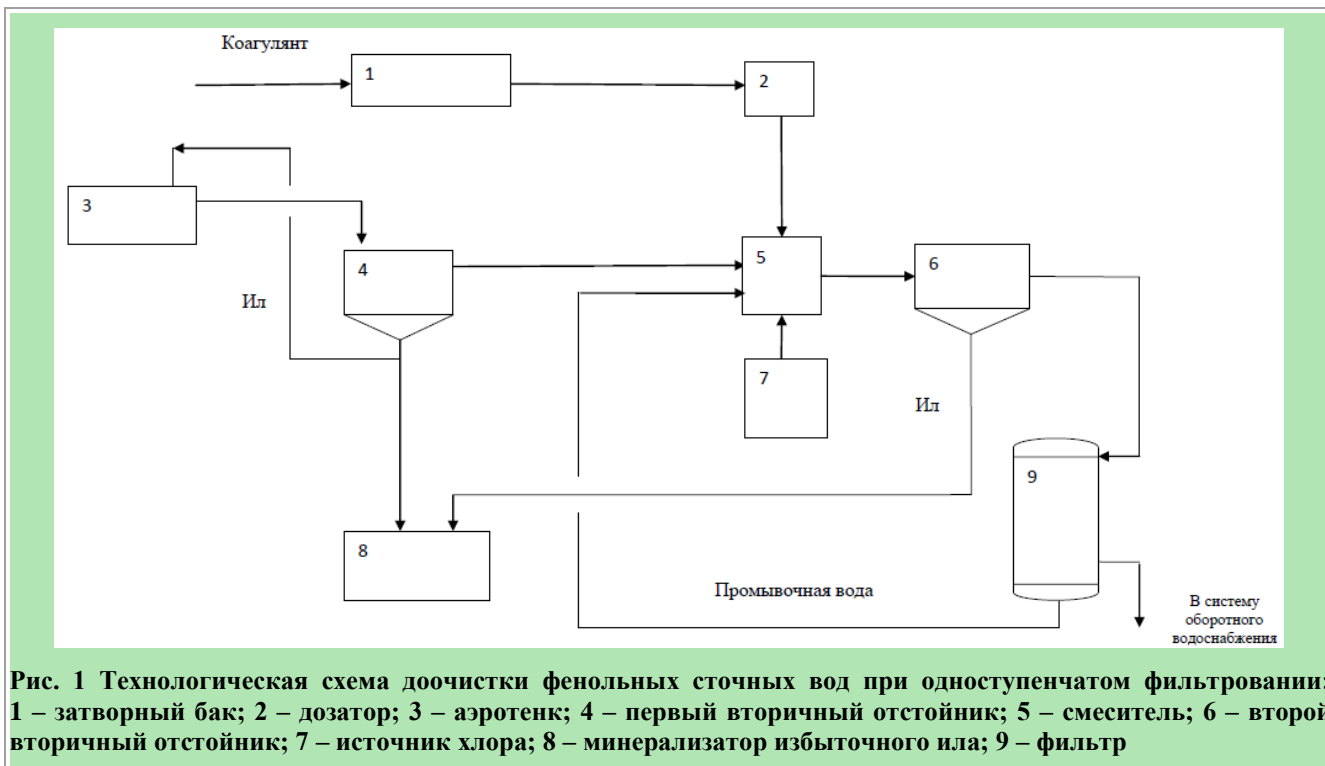 Коагулянт
1
2
3
4
5
6
Ил
7
Ил
9
8
Промывочная вода
В систему
оборотного
водоснабжения
Рис. 1 Технологическая схема доочистки фенольных сточных вод при одноступенчатом фильтровании:
1 – затворный бак; 2 – дозатор; 3 – аэротенк; 4 – первый вторичный отстойник; 5 – смеситель; 6 – второй
вторичный отстойник; 7 – источник хлора; 8 – минерализатор избыточного ила; 9 – фильтр